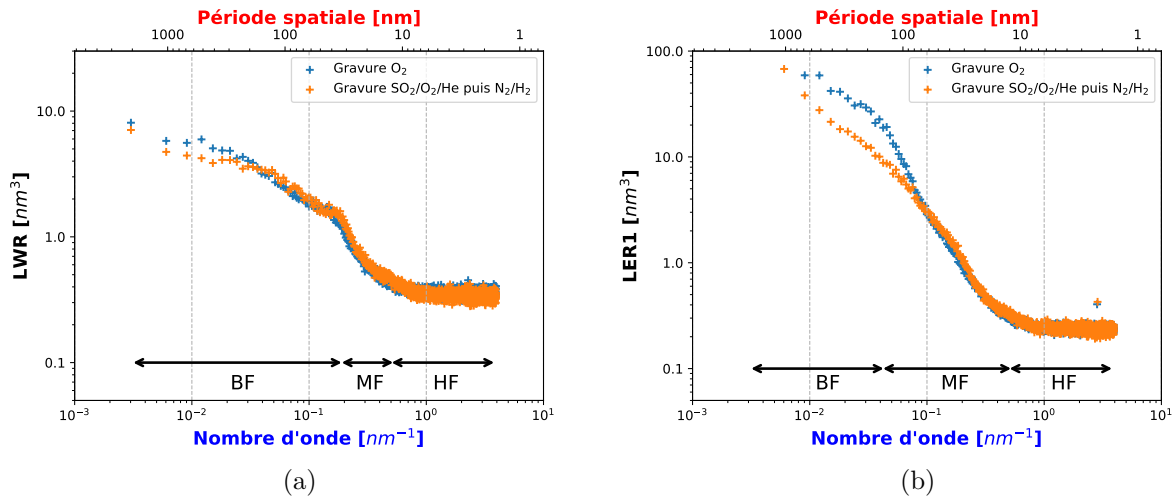 Période spatiale [nm]
1000 100 10 1
LWR [nm³]
10.0
1.0
0.1
Gravure O₂
Gravure SO₂/O₂/He puis N₂/H₂
BF MF HF
10⁻³ 10⁻² 10⁻¹ 10⁰ 10¹
Nombre d'onde [nm⁻¹]
(a)
Période spatiale [nm]
1000 100 10 1
LER1 [nm³]
100.0
10.0
1.0
0.1
Gravure O₂
Gravure SO₂/O₂/He puis N₂/H₂
BF MF HF
10⁻³ 10⁻² 10⁻¹ 10⁰ 10¹
Nombre d'onde [nm⁻¹]
(b)